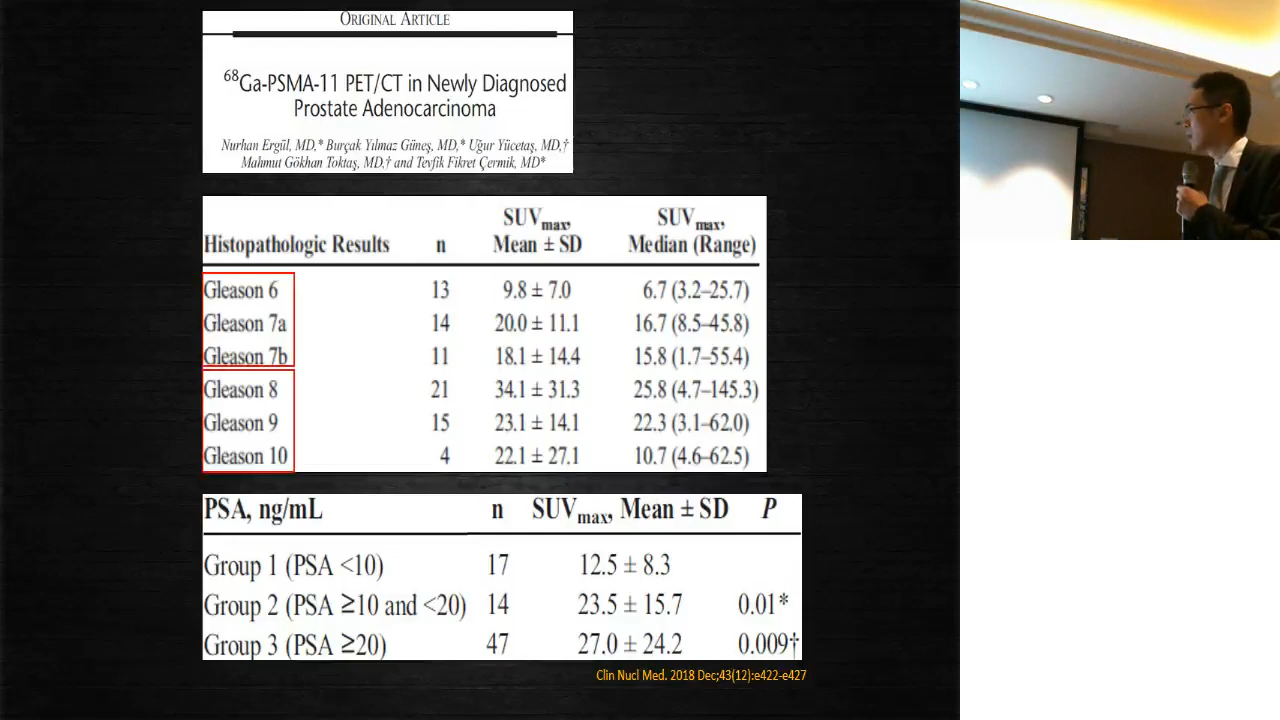 ORIGINAL ARTICLE
⁶⁸Ga-PSMA-11 PET/CT in Newly Diagnosed
Prostate Adenocarcinoma
Nurhan Ergül, MD,* Burçak Yılmaz Güneş, MD,* Uğur Yücetaş, MD,†
Mahmut Gökhan Toktaş, MD,† and Tevfik Fikret Çermik, MD*
SUVmax, SUVmax,
Histopathologic Results n Mean ± SD Median (Range)
Gleason 6 13 9.8 ± 7.0 6.7 (3.2–25.7)
Gleason 7a 14 20.0 ± 11.1 16.7 (8.5–45.8)
Gleason 7b 11 18.1 ± 14.4 15.8 (1.7–55.4)
Gleason 8 21 34.1 ± 31.3 25.8 (4.7–145.3)
Gleason 9 15 23.1 ± 14.1 22.3 (3.1–62.0)
Gleason 10 4 22.1 ± 27.1 10.7 (4.6–62.5)
PSA, ng/mL n SUVmax, Mean ± SD P
Group 1 (PSA <10) 17 12.5 ± 8.3
Group 2 (PSA ≥10 and <20) 14 23.5 ± 15.7 0.01*
Group 3 (PSA ≥20) 47 27.0 ± 24.2 0.009†
Clin Nucl Med. 2018 Dec;43(12):e422-e427